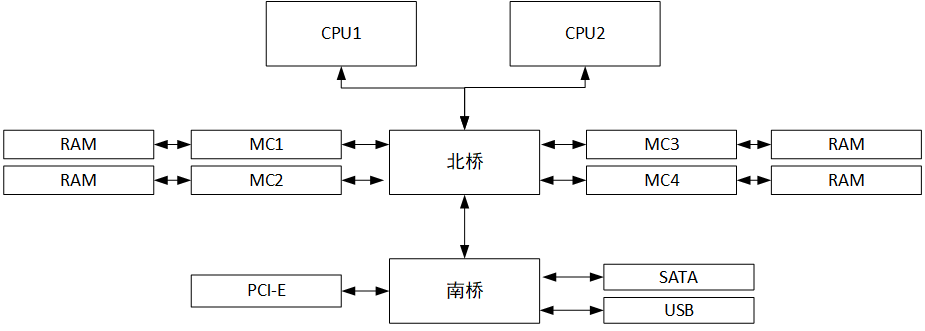 CPU1
CPU2
RAM
MC1
北桥
MC3
RAM
RAM
MC2
MC4
RAM
PCI-E
南桥
SATA
USB